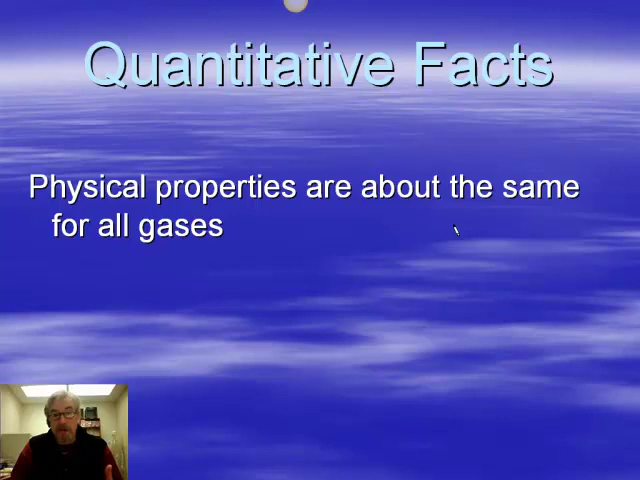 Quantitative Facts
Physical properties are about the same
for all gases